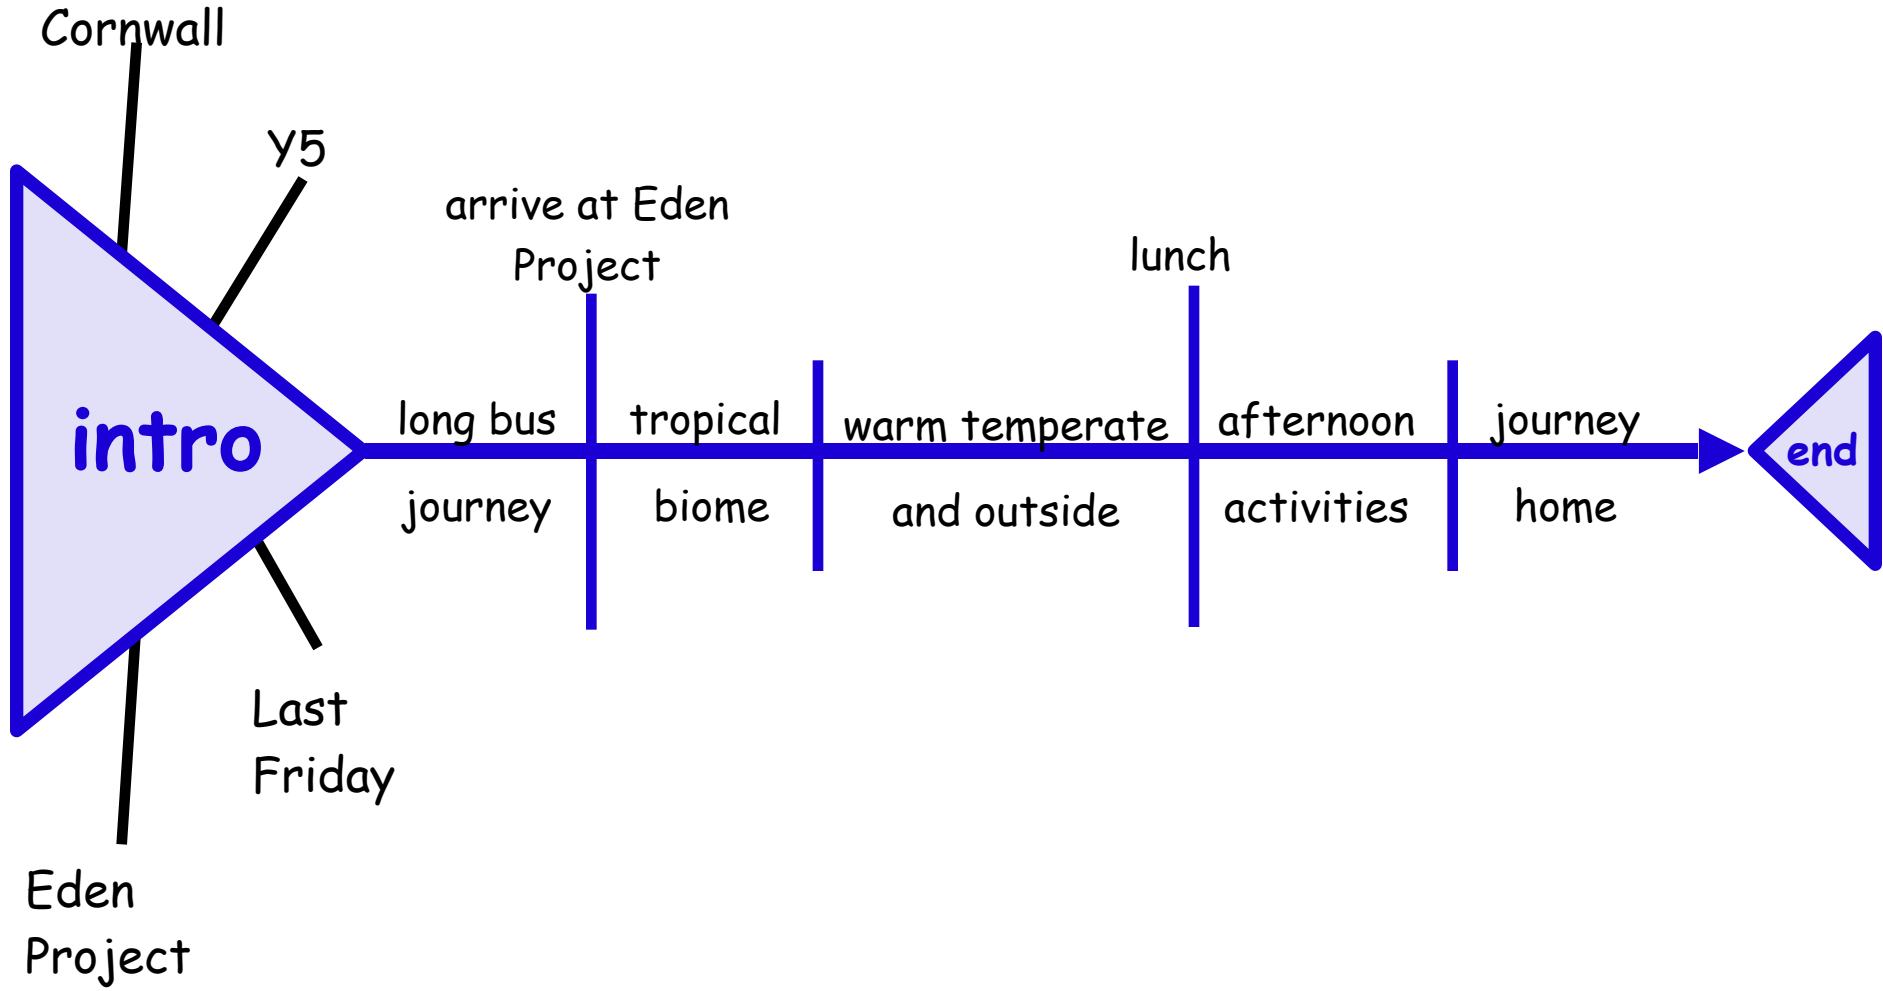 Cornwall
Y5
arrive at Eden
Project
lunch
intro
long bus
journey
tropical
biome
warm temperate
and outside
afternoon
activities
journey
home
end
Last
Friday
Eden
Project